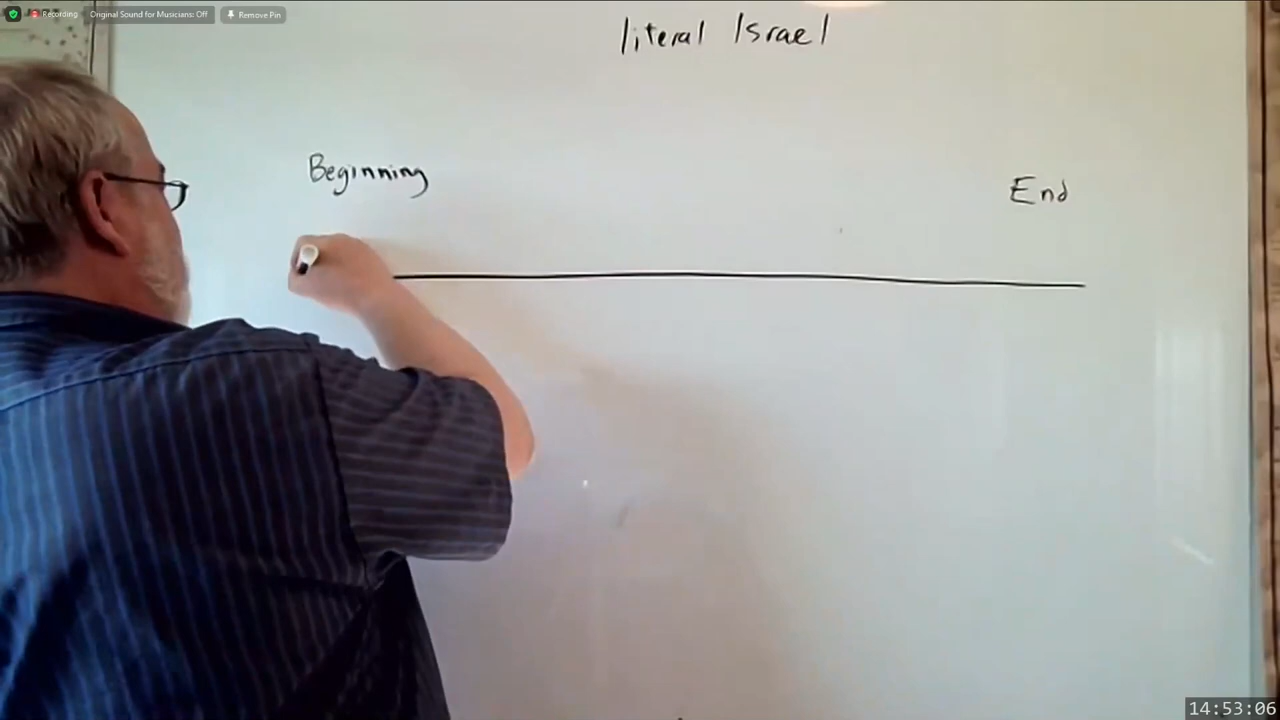 Recording
Original Sound for Musicians: Off
Remove Pin
literal Israel
Beginning
End
14:53:06